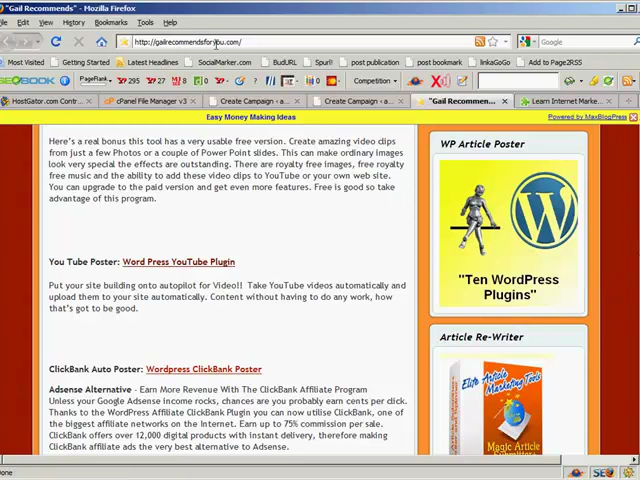 "Gail Recommends" - Mozilla Firefox
File Edit View History Bookmarks Tools Help
http://gailrecommendsforyou.com/
Google
Most Visited Getting Started Latest Headlines SocialMarker.com BudURL Spurl! post publication post bookmark linkaGoGo Add to Page2RSS
PageRank 295 27 Competition
HostGator.com Contr... cPanel File Manager v3 Create Campaign - a... Create Campaign - a... "Gail Recommen... Learn Internet Marke...
Easy Money Making Ideas
Powered by MaxBlogPress
Here's a real bonus this tool has a very usable free version. Create amazing video clips
from just a few Photos or a couple of Power Point slides. This can make ordinary images
look very special the effects are outstanding. There are royalty free images, free royalty
free music and the ability to add these video clips to YouTube or your own web site.
You can upgrade to the paid version and get even more features. Free is good so take
advantage of this program.
You Tube Poster: Word Press YouTube Plugin
Put your site building onto autopilot for Video!! Take YouTube videos automatically and
upload them to your site automatically. Content without having to do any work, how
that's got to be good.
ClickBank Auto Poster: Wordpress ClickBank Poster
Adsense Alternative - Earn More Revenue With The ClickBank Affiliate Program
Unless your Google Adsense income rocks, chances are you probably earn cents per click.
Thanks to the WordPress Affiliate ClickBank Plugin you can now utilise ClickBank, one of
the biggest affiliate networks on the Internet. Earn up to 75% commission per sale.
ClickBank offers over 12,000 digital products with instant delivery, therefore making
ClickBank affiliate ads the very best alternative to Adsense.
WP Article Poster
"Ten WordPress
Plugins"
Article Re-Writer
Elite Article
Marketing Tools
Magic Article
Done